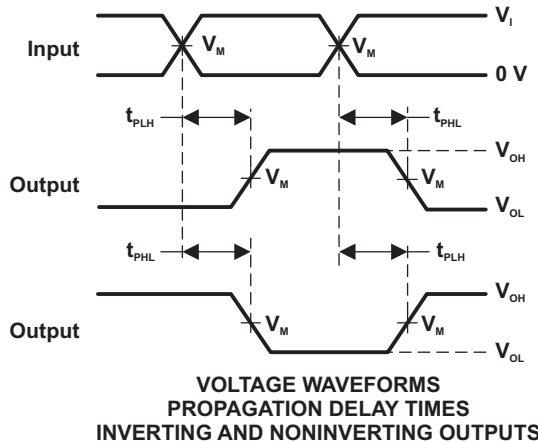 V_I
Input
V_M
V_M
0 V
t_PLH
t_PHL
V_OH
Output
V_M
V_M
V_OL
t_PHL
t_PLH
V_OH
Output
V_M
V_M
V_OL
VOLTAGE WAVEFORMS
PROPAGATION DELAY TIMES
INVERTING AND NONINVERTING OUTPUTS